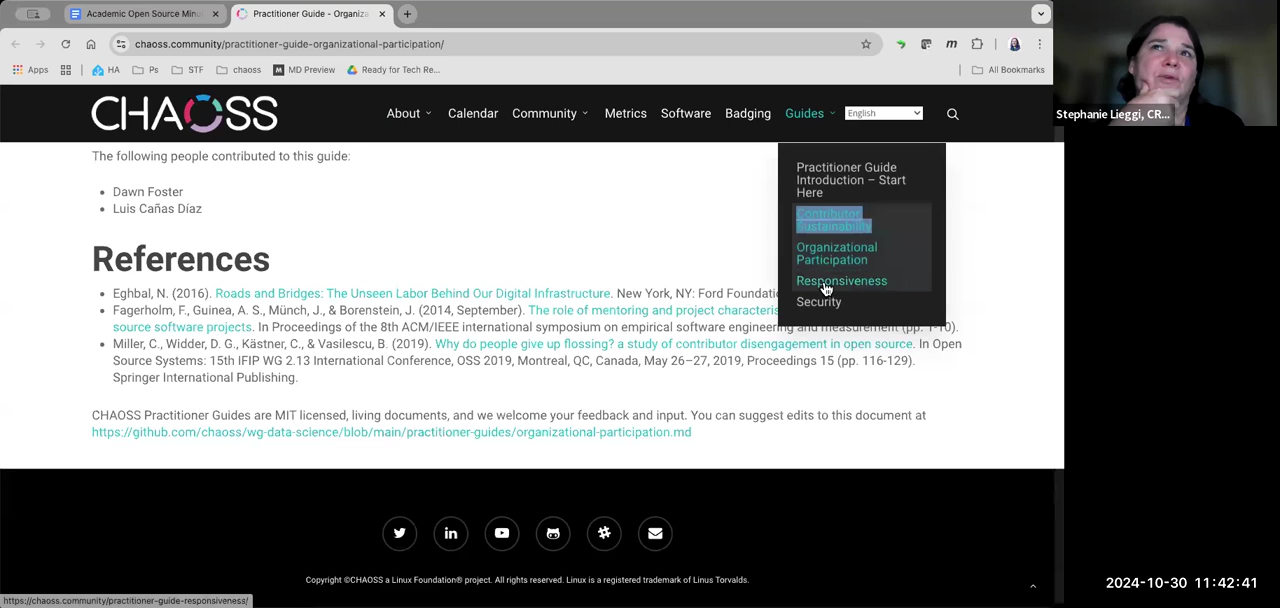 Academic Open Source Min
Practitioner Guide - Organiza
chaoss.community/practitioner-guide-organizational-participation/
Apps
HA
Ps
STF
chaoss
MD Preview
Ready for Tech Re...
All Bookmarks
CHAOSS
About
Calendar
Community
Metrics
Software
Badging
Guides
English
Stephanie Lieggi, CR...
Practitioner Guide
Introduction – Start
Here
Contributor
Sustainability
Organizational
Participation
Responsiveness
Security
The following people contributed to this guide:
Dawn Foster
Luis Cañas Díaz
References
Eghbal, N. (2016). Roads and Bridges: The Unseen Labor Behind Our Digital Infrastructure. New York, NY: Ford Foundatio
Fagerholm, F., Guinea, A. S., Münch, J., & Borenstein, J. (2014, September). The role of mentoring and project characteris
source software projects. In Proceedings of the 8th ACM/IEEE international symposium on empirical software engineering and measurement (pp. 1-10).
Miller, C., Widder, D. G., Kästner, C., & Vasilescu, B. (2019). Why do people give up flossing? a study of contributor disengagement in open source. In Open
Source Systems: 15th IFIP WG 2.13 International Conference, OSS 2019, Montreal, QC, Canada, May 26–27, 2019, Proceedings 15 (pp. 116-129).
Springer International Publishing.
CHAOSS Practitioner Guides are MIT licensed, living documents, and we welcome your feedback and input. You can suggest edits to this document at
https://github.com/chaoss/wg-data-science/blob/main/practitioner-guides/organizational-participation.md
Copyright ©CHAOSS a Linux Foundation® project. All rights reserved. Linux is a registered trademark of Linus Torvalds.
https://chaoss.community/practitioner-guide-responsiveness/
2024-10-30 11:42:41